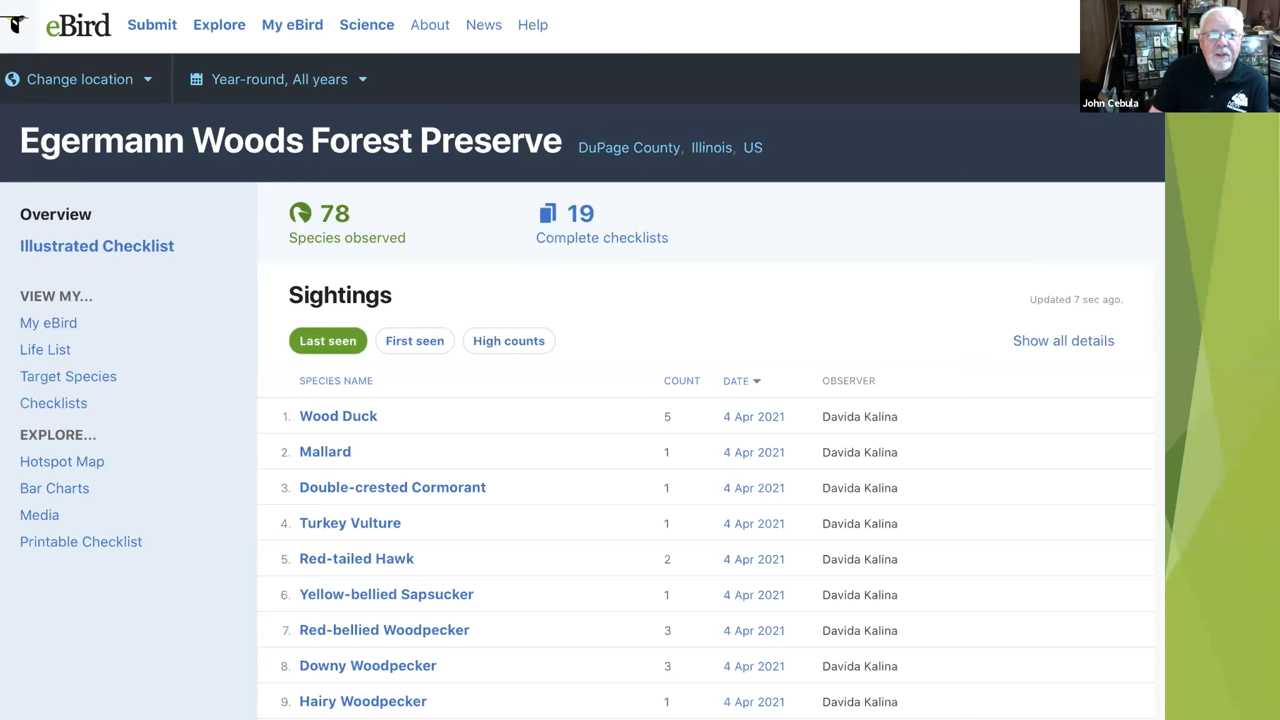 eBird Submit Explore My eBird Science About News Help
John Cebula
Change location Year-round, All years
Egermann Woods Forest Preserve DuPage County, Illinois, US
Overview
Illustrated Checklist
VIEW MY...
My eBird
Life List
Target Species
Checklists
EXPLORE...
Hotspot Map
Bar Charts
Media
Printable Checklist
78 19
Species observed Complete checklists
Sightings Updated 7 sec ago.
Last seen First seen High counts Show all details
SPECIES NAME COUNT DATE OBSERVER
1. Wood Duck 5 4 Apr 2021 Davida Kalina
2. Mallard 1 4 Apr 2021 Davida Kalina
3. Double-crested Cormorant 1 4 Apr 2021 Davida Kalina
4. Turkey Vulture 1 4 Apr 2021 Davida Kalina
5. Red-tailed Hawk 2 4 Apr 2021 Davida Kalina
6. Yellow-bellied Sapsucker 1 4 Apr 2021 Davida Kalina
7. Red-bellied Woodpecker 3 4 Apr 2021 Davida Kalina
8. Downy Woodpecker 3 4 Apr 2021 Davida Kalina
9. Hairy Woodpecker 1 4 Apr 2021 Davida Kalina